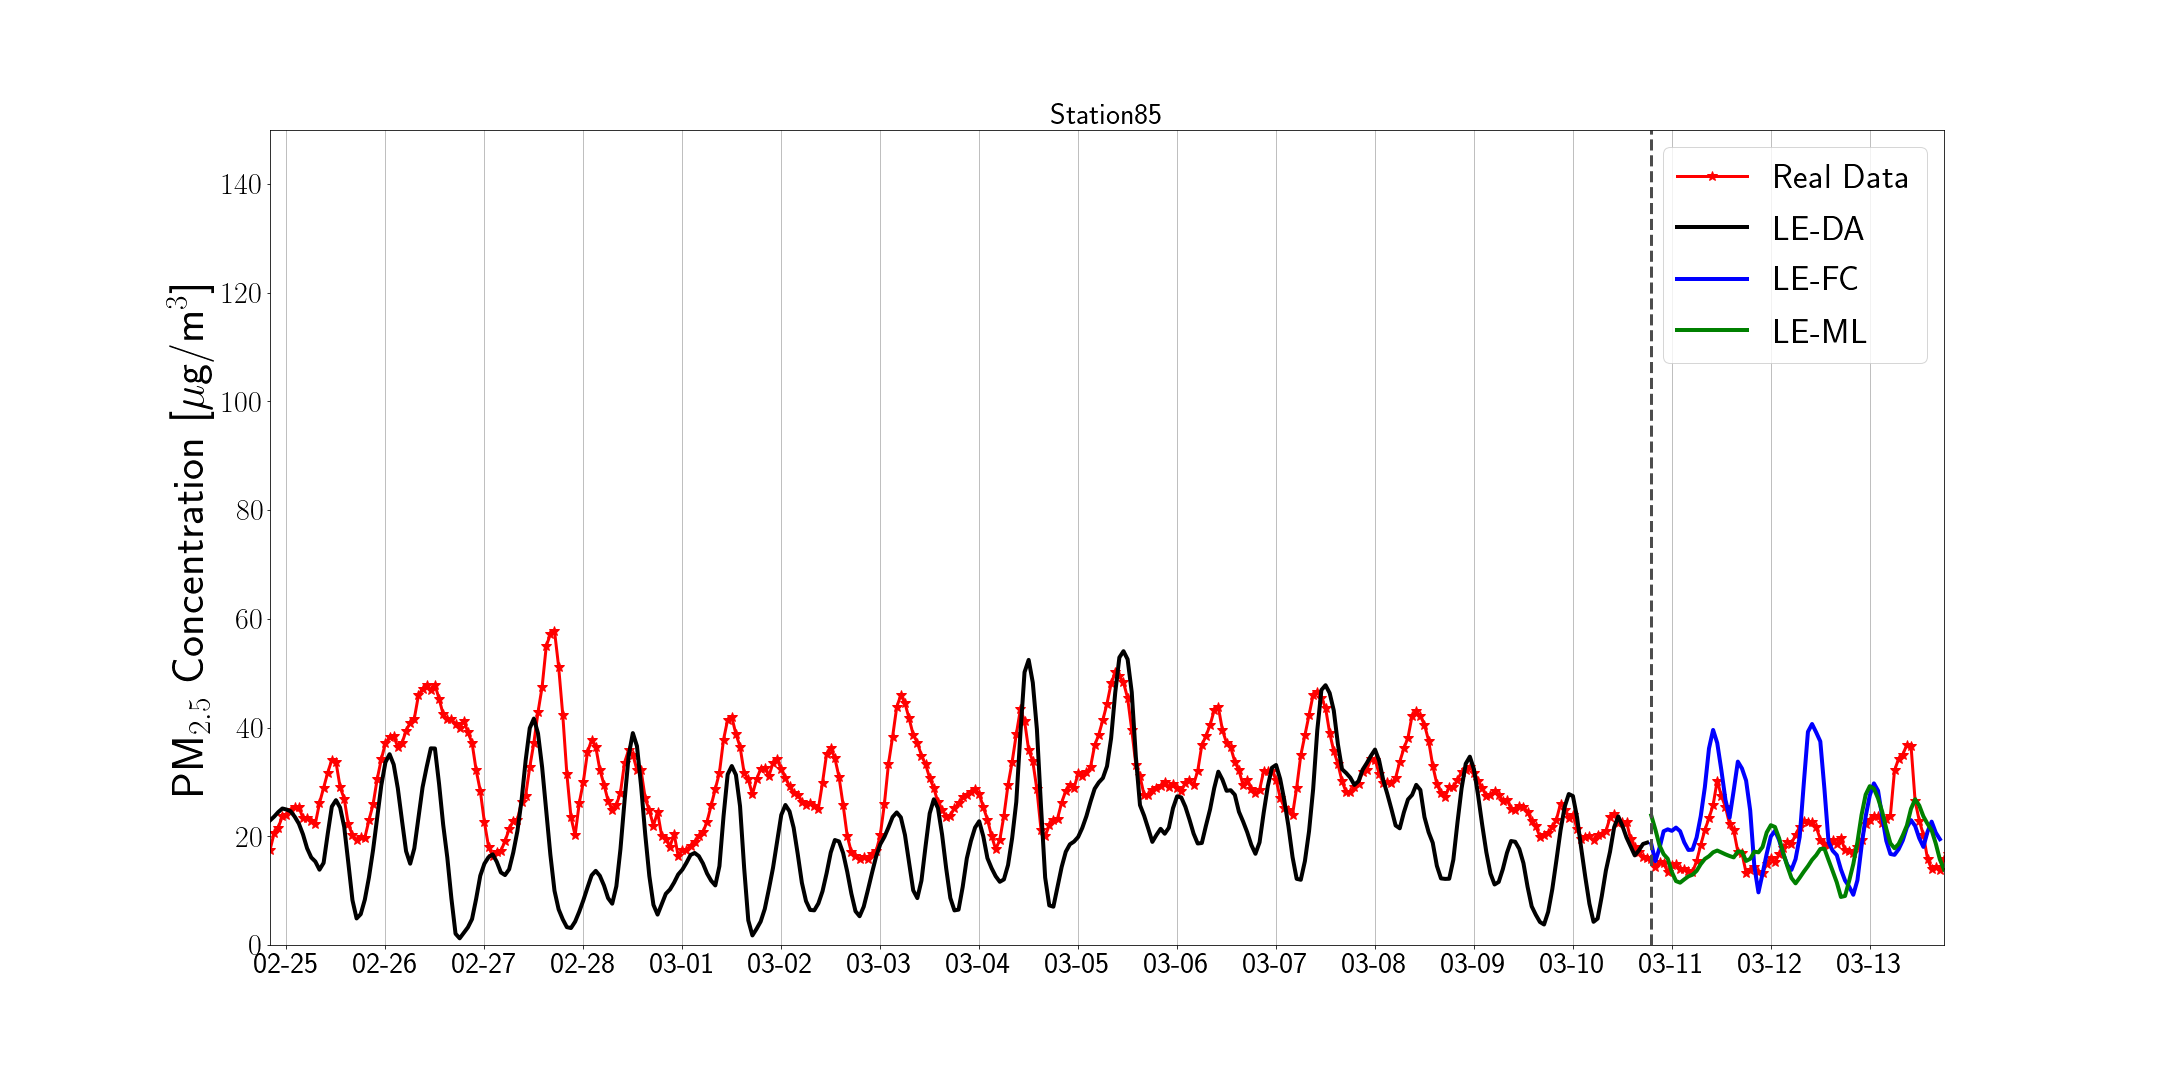 Station85
PM2.5 Concentration [μg/m³]
140
120
100
80
60
40
20
0
02-25 02-26 02-27 02-28 03-01 03-02 03-03 03-04 03-05 03-06 03-07 03-08 03-09 03-10 03-11 03-12 03-13
Real Data
LE-DA
LE-FC
LE-ML